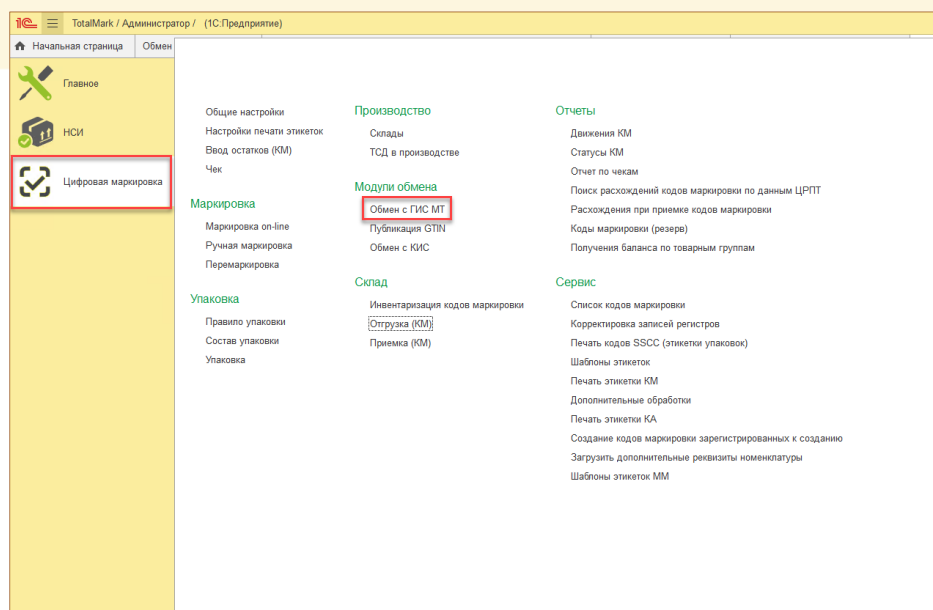 1С TotalMark / Администратор / (1С:Предприятие)
Начальная страница Обмен
Главное
НСИ
Цифровая маркировка
Общие настройки
Настройки печати этикеток
Ввод остатков (КМ)
Чек
Маркировка
Маркировка on-line
Ручная маркировка
Перемаркировка
Упаковка
Правило упаковки
Состав упаковки
Упаковка
Производство
Склады
ТСД в производстве
Модули обмена
Обмен с ГИС МТ
Публикация GTIN
Обмен с КИС
Склад
Инвентаризация кодов маркировки
Отгрузка (КМ)
Приемка (КМ)
Отчеты
Движения КМ
Статусы КМ
Отчет по чекам
Поиск расхождений кодов маркировки по данным ЦРПТ
Расхождения при приемке кодов маркировки
Коды маркировки (резерв)
Получения баланса по товарным группам
Сервис
Список кодов маркировки
Корректировка записей регистров
Печать кодов SSCC (этикетки упаковок)
Шаблоны этикеток
Печать этикетки КМ
Дополнительные обработки
Печать этикетки КА
Создание кодов маркировки зарегистрированных к созданию
Загрузить дополнительные реквизиты номенклатуры
Шаблоны этикеток ММ